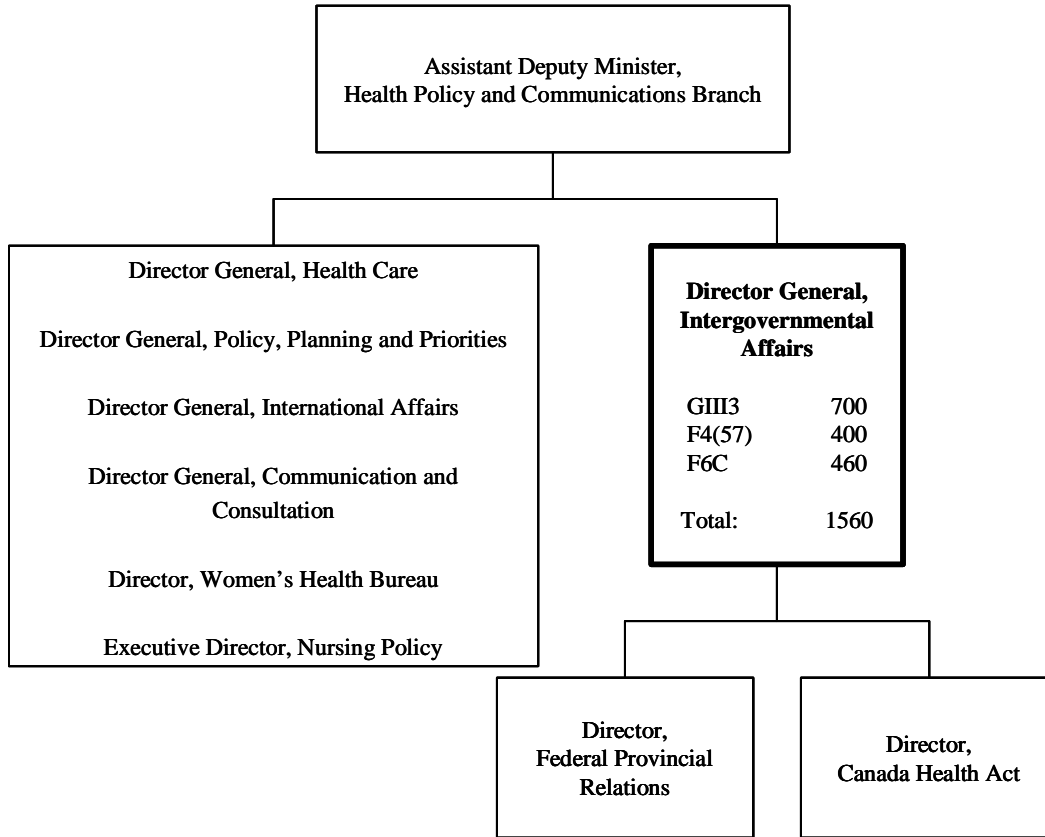 Assistant Deputy Minister,
Health Policy and Communications Branch
Director General, Health Care
Director General, Policy, Planning and Priorities
Director General, International Affairs
Director General, Communication and
Consultation
Director, Women’s Health Bureau
Executive Director, Nursing Policy
Director General,
Intergovernmental
Affairs
GIII3 700
F4(57) 400
F6C 460
Total: 1560
Director,
Federal Provincial
Relations
Director,
Canada Health Act